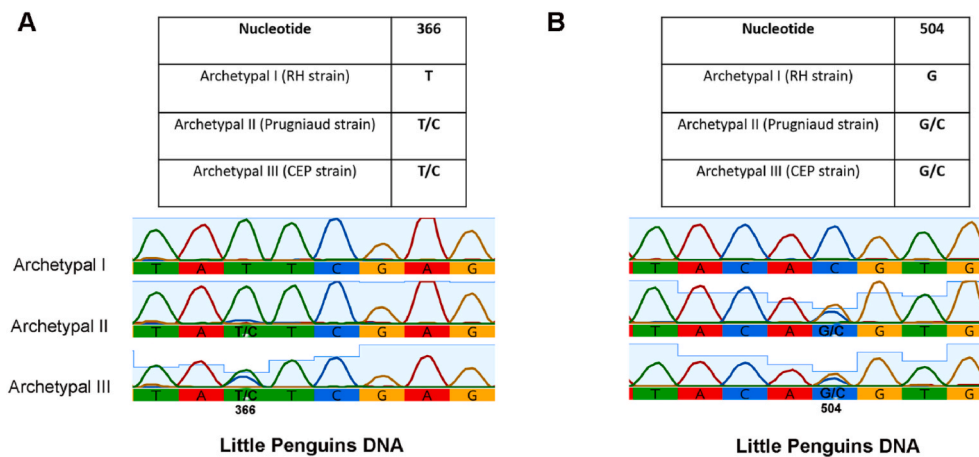 A
Nucleotide 366
Archetypal I (RH strain) T
Archetypal II (Prugniaud strain) T/C
Archetypal III (CEP strain) T/C
Archetypal I
T A T T C G A G
Archetypal II
T A T/C T C G A G
Archetypal III
T A T/C T C G A G
366
Little Penguins DNA
B
Nucleotide 504
Archetypal I (RH strain) G
Archetypal II (Prugniaud strain) G/C
Archetypal III (CEP strain) G/C
T A C A C G T G
T A C A G/C G T G
T A C A G/C G T G
504
Little Penguins DNA